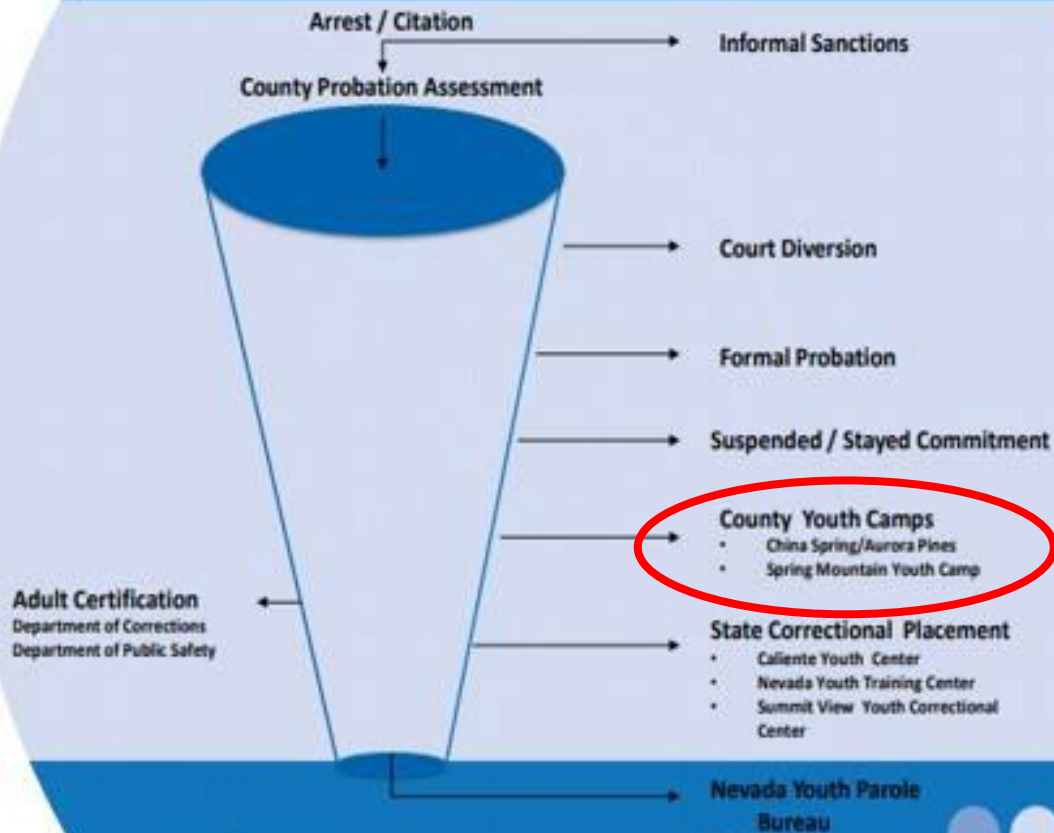 Arrest / Citation
Informal Sanctions
County Probation Assessment
Court Diversion
Formal Probation
Suspended / Stayed Commitment
County Youth Camps
• China Spring/Aurora Pines
• Spring Mountain Youth Camp
Adult Certification
Department of Corrections
Department of Public Safety
State Correctional Placement
• Caliente Youth Center
• Nevada Youth Training Center
• Summit View Youth Correctional
Center
Nevada Youth Parole
Bureau